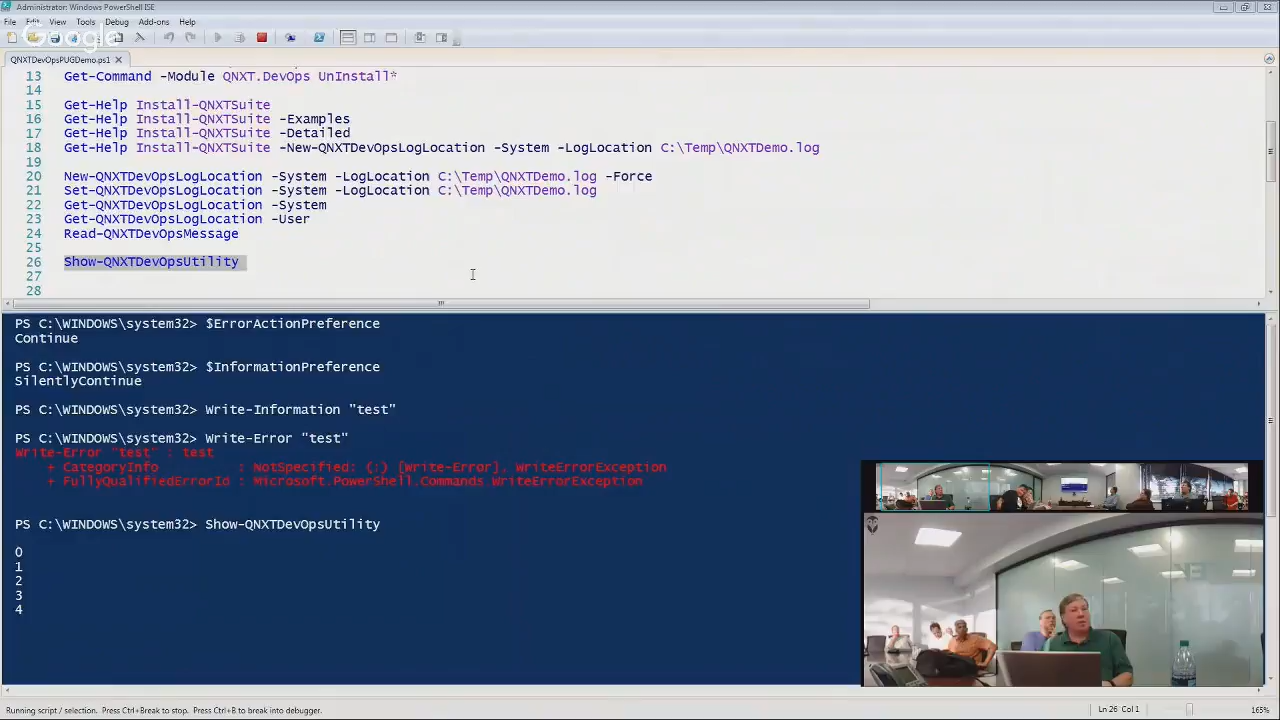 Administrator: Windows PowerShell ISE
File Edit View Tools Debug Add-ons Help
Google
QNXTDevOpsPUGDemo.ps1
13 Get-Command -Module QNXT.DevOps UnInstall*
14
15 Get-Help Install-QNXTSuite
16 Get-Help Install-QNXTSuite -Examples
17 Get-Help Install-QNXTSuite -Detailed
18 Get-Help Install-QNXTSuite -New-QNXTDevOpsLogLocation -System -LogLocation C:\Temp\QNXTDemo.log
19
20 New-QNXTDevOpsLogLocation -System -LogLocation C:\Temp\QNXTDemo.log -Force
21 Set-QNXTDevOpsLogLocation -System -LogLocation C:\Temp\QNXTDemo.log
22 Get-QNXTDevOpsLogLocation -System
23 Get-QNXTDevOpsLogLocation -User
24 Read-QNXTDevOpsMessage
25
26 Show-QNXTDevOpsUtility
27
28
PS C:\WINDOWS\system32> $ErrorActionPreference
Continue
PS C:\WINDOWS\system32> $InformationPreference
SilentlyContinue
PS C:\WINDOWS\system32> Write-Information "test"
PS C:\WINDOWS\system32> Write-Error "test"
Write-Error "test" : test
+ CategoryInfo : NotSpecified: (:) [Write-Error], WriteErrorException
+ FullyQualifiedErrorId : Microsoft.PowerShell.Commands.WriteErrorException
PS C:\WINDOWS\system32> Show-QNXTDevOpsUtility
0
1
2
3
4
Running script / selection. Press Ctrl+Break to stop. Press Ctrl+B to break into debugger.
Ln 26 Col 1
165%